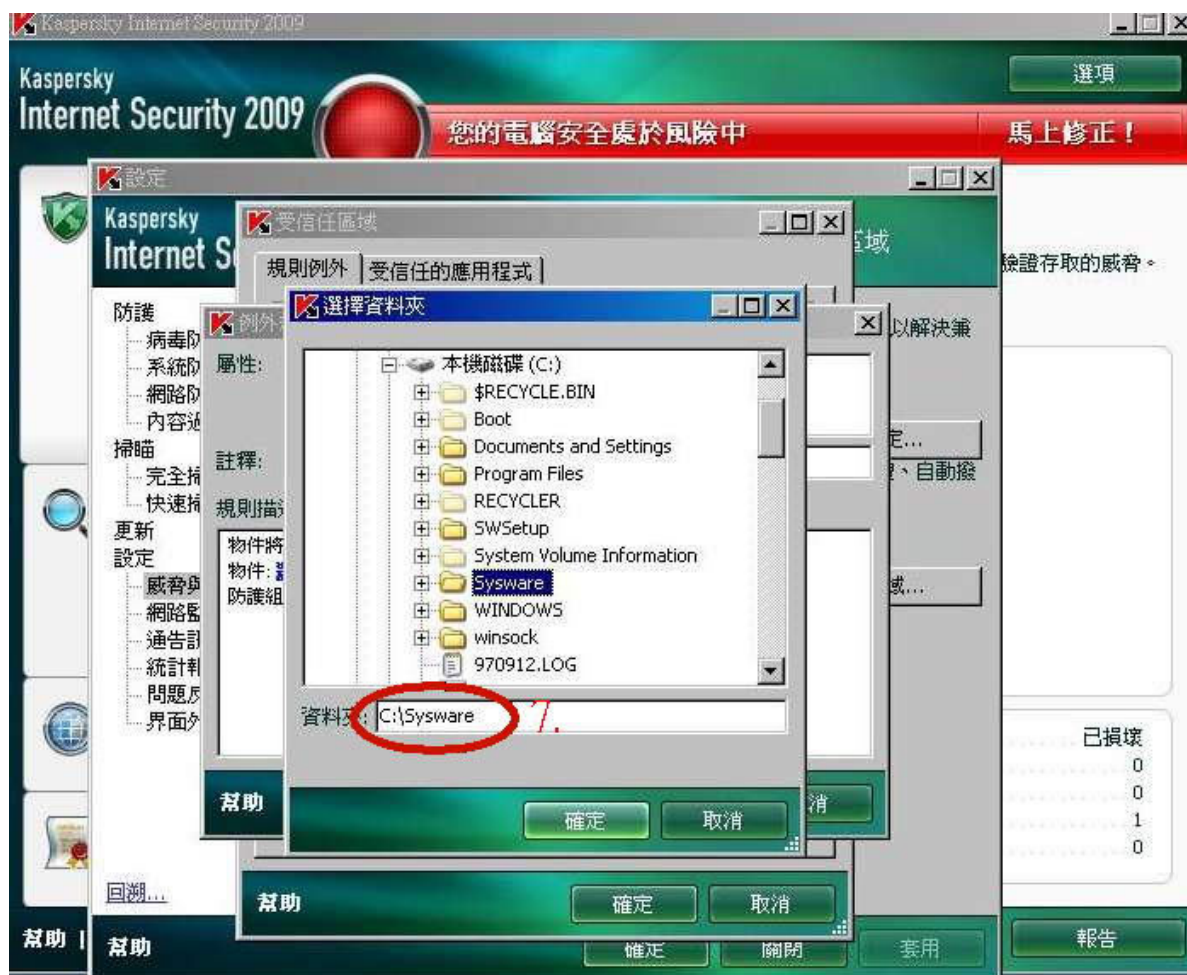 Kaspersky Internet Security 2009
Kaspersky
Internet Security 2009
選項
您的電腦安全處於風險中
馬上修正！
設定
Kaspersky
Internet S
受信任區域
區域
規則例外
受信任的應用程式
驗證存取的威脅。
選擇資料夾
例外
以解決兼
防護
病毒防
系統防
網路防
內容過
掃瞄
完全掃
快速掃
更新
設定
威脅與
網路監
通告訊
統計報
問題反
界面外
屬性:
註釋:
規則描述
物件將
物件:
防護組
本機磁碟 (C:)
$RECYCLE.BIN
Boot
Documents and Settings
Program Files
RECYCLER
SWSetup
System Volume Information
Sysware
WINDOWS
winsock
970912.LOG
定...
、自動撥
域...
資料夾: C:\Sysware
7.
已損壞
0
0
1
0
幫助
確定
取消
消
回溯...
幫助
確定
取消
幫助 |
幫助
確定
關閉
套用
報告